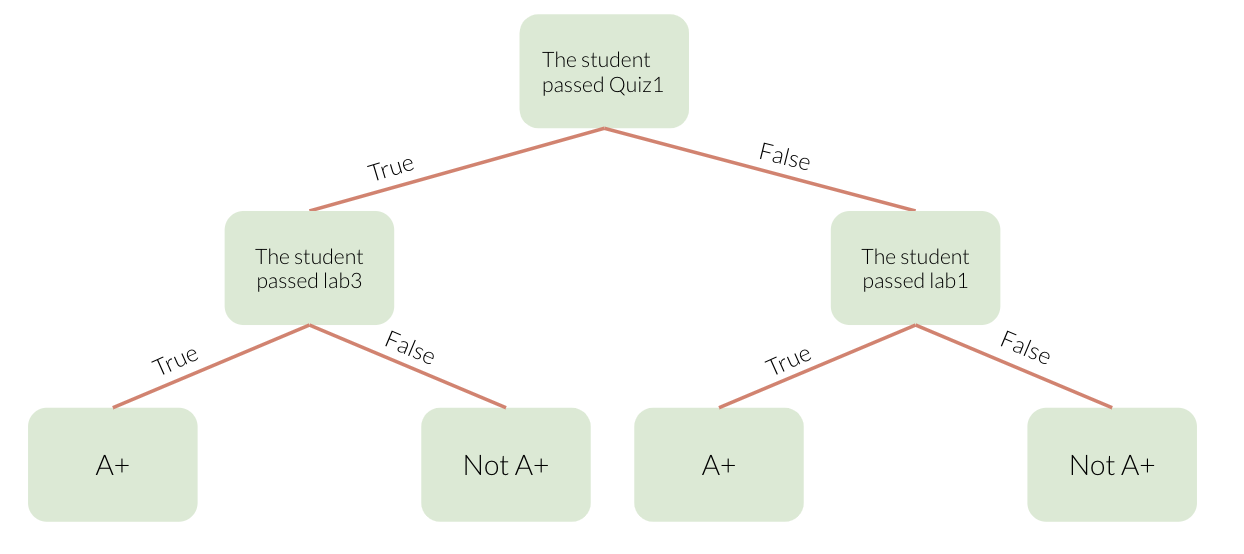 The student
passed Quiz1
True
False
The student
passed lab3
The student
passed lab1
True
False
True
False
A+
Not A+
A+
Not A+